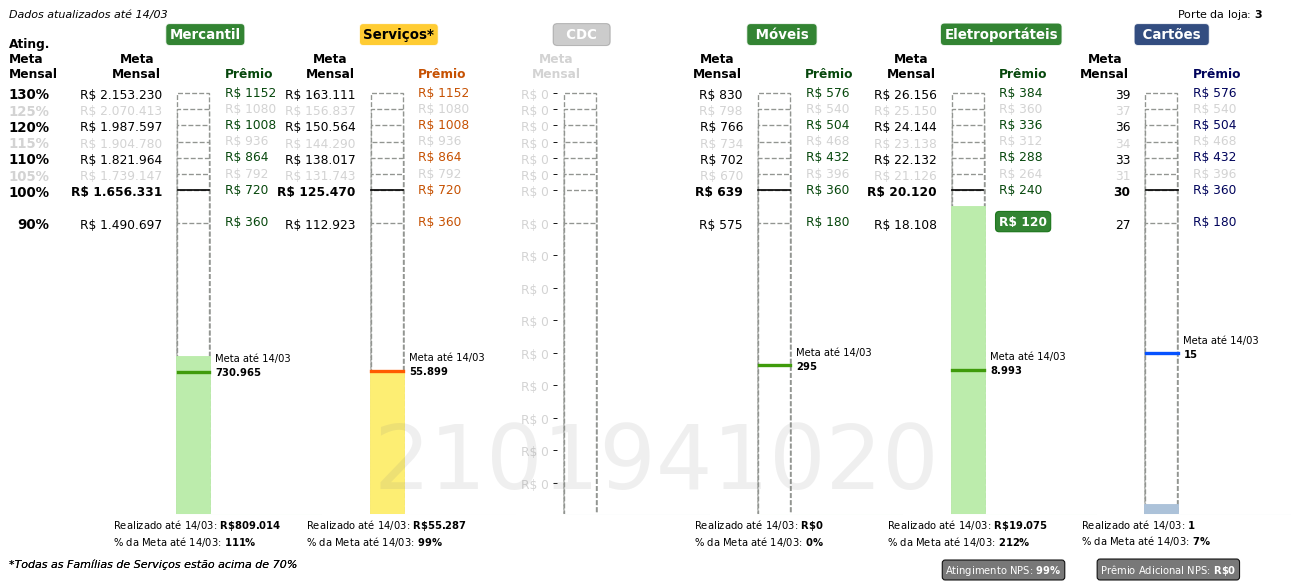 Dados atualizados até 14/03
Porte da loja: 3
Mercantil Serviços* CDC Móveis Eletroportáteis Cartões
Ating. Meta Mensal
Meta Mensal Prêmio Meta Mensal Prêmio Meta Mensal Meta Mensal Prêmio Meta Mensal Prêmio Meta Mensal Prêmio
130% R$ 2.153.230 R$ 1152 R$ 163.111 R$ 1152 R$ 0 R$ 830 R$ 576 R$ 26.156 R$ 384 39 R$ 576
125% R$ 2.070.413 R$ 1080 R$ 156.837 R$ 1080 R$ 0 R$ 798 R$ 540 R$ 25.150 R$ 360 37 R$ 540
120% R$ 1.987.597 R$ 1008 R$ 150.564 R$ 1008 R$ 0 R$ 766 R$ 504 R$ 24.144 R$ 336 36 R$ 504
115% R$ 1.904.780 R$ 936 R$ 144.290 R$ 936 R$ 0 R$ 734 R$ 468 R$ 23.138 R$ 312 34 R$ 468
110% R$ 1.821.964 R$ 864 R$ 138.017 R$ 864 R$ 0 R$ 702 R$ 432 R$ 22.132 R$ 288 33 R$ 432
105% R$ 1.739.147 R$ 792 R$ 131.743 R$ 792 R$ 0 R$ 670 R$ 396 R$ 21.126 R$ 264 31 R$ 396
100% R$ 1.656.331 R$ 720 R$ 125.470 R$ 720 R$ 0 R$ 639 R$ 360 R$ 20.120 R$ 240 30 R$ 360
90% R$ 1.490.697 R$ 360 R$ 112.923 R$ 360 R$ 0 R$ 575 R$ 180 R$ 18.108 R$ 120 27 R$ 180
R$ 0
R$ 0
R$ 0
R$ 0
R$ 0
R$ 0
R$ 0
R$ 0
Meta até 14/03
730.965
Meta até 14/03
55.899
Meta até 14/03
295
Meta até 14/03
8.993
Meta até 14/03
15
2101941020
Realizado até 14/03: R$809.014
% da Meta até 14/03: 111%
Realizado até 14/03: R$55.287
% da Meta até 14/03: 99%
Realizado até 14/03: R$0
% da Meta até 14/03: 0%
Realizado até 14/03: R$19.075
% da Meta até 14/03: 212%
Realizado até 14/03: 1
% da Meta até 14/03: 7%
*Todas as Famílias de Serviços estão acima de 70%
Atingimento NPS: 99%
Prêmio Adicional NPS: R$0